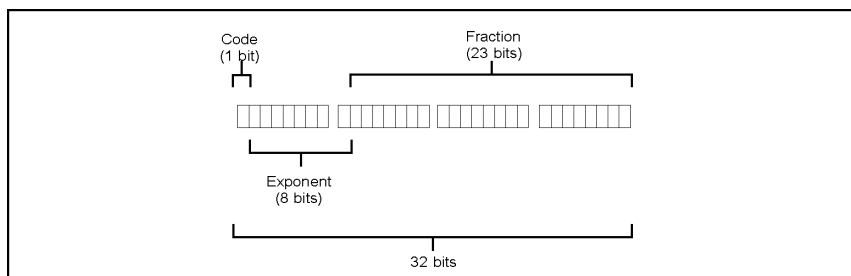 Code
(1 bit)
Fraction
(23 bits)
Exponent
(8 bits)
32 bits